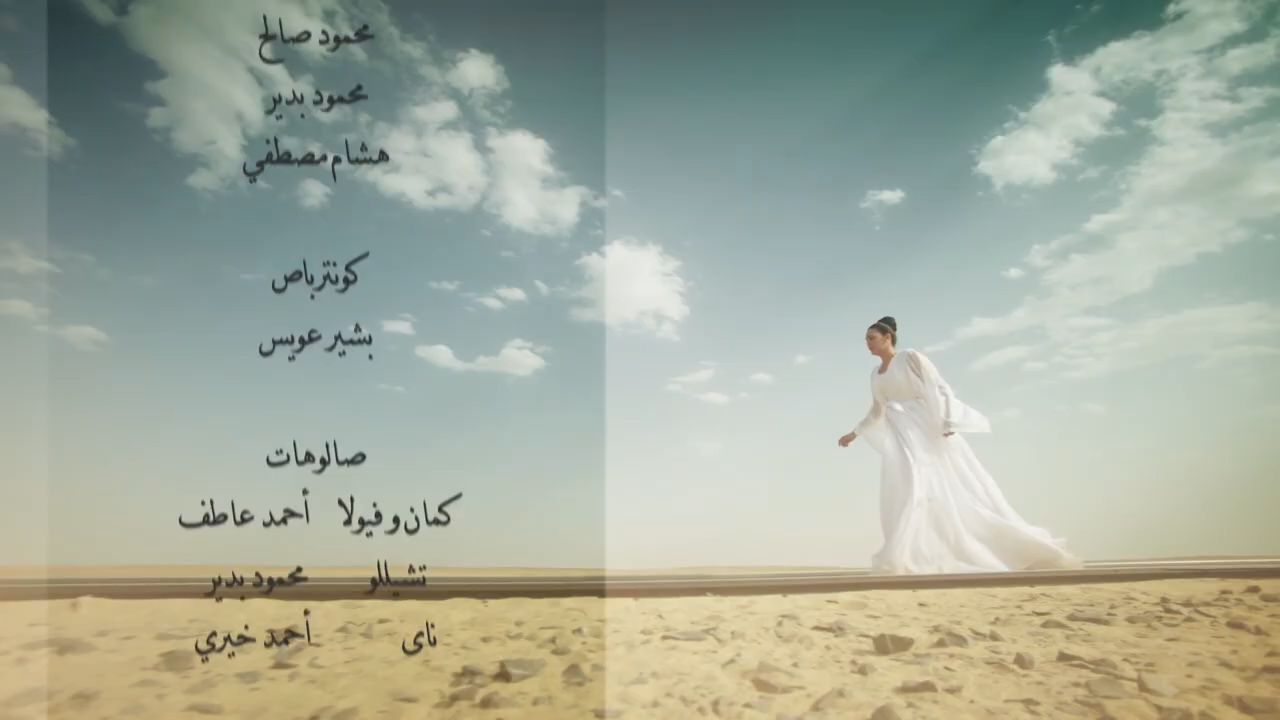 محمود صالح
محمود بدير
هشام مصطفي
كونترباص
بشير عويس
صالوهات
كمان و فيولا أحمد عاطف
تشيللو محمود بدير
ناى أحمد خيري